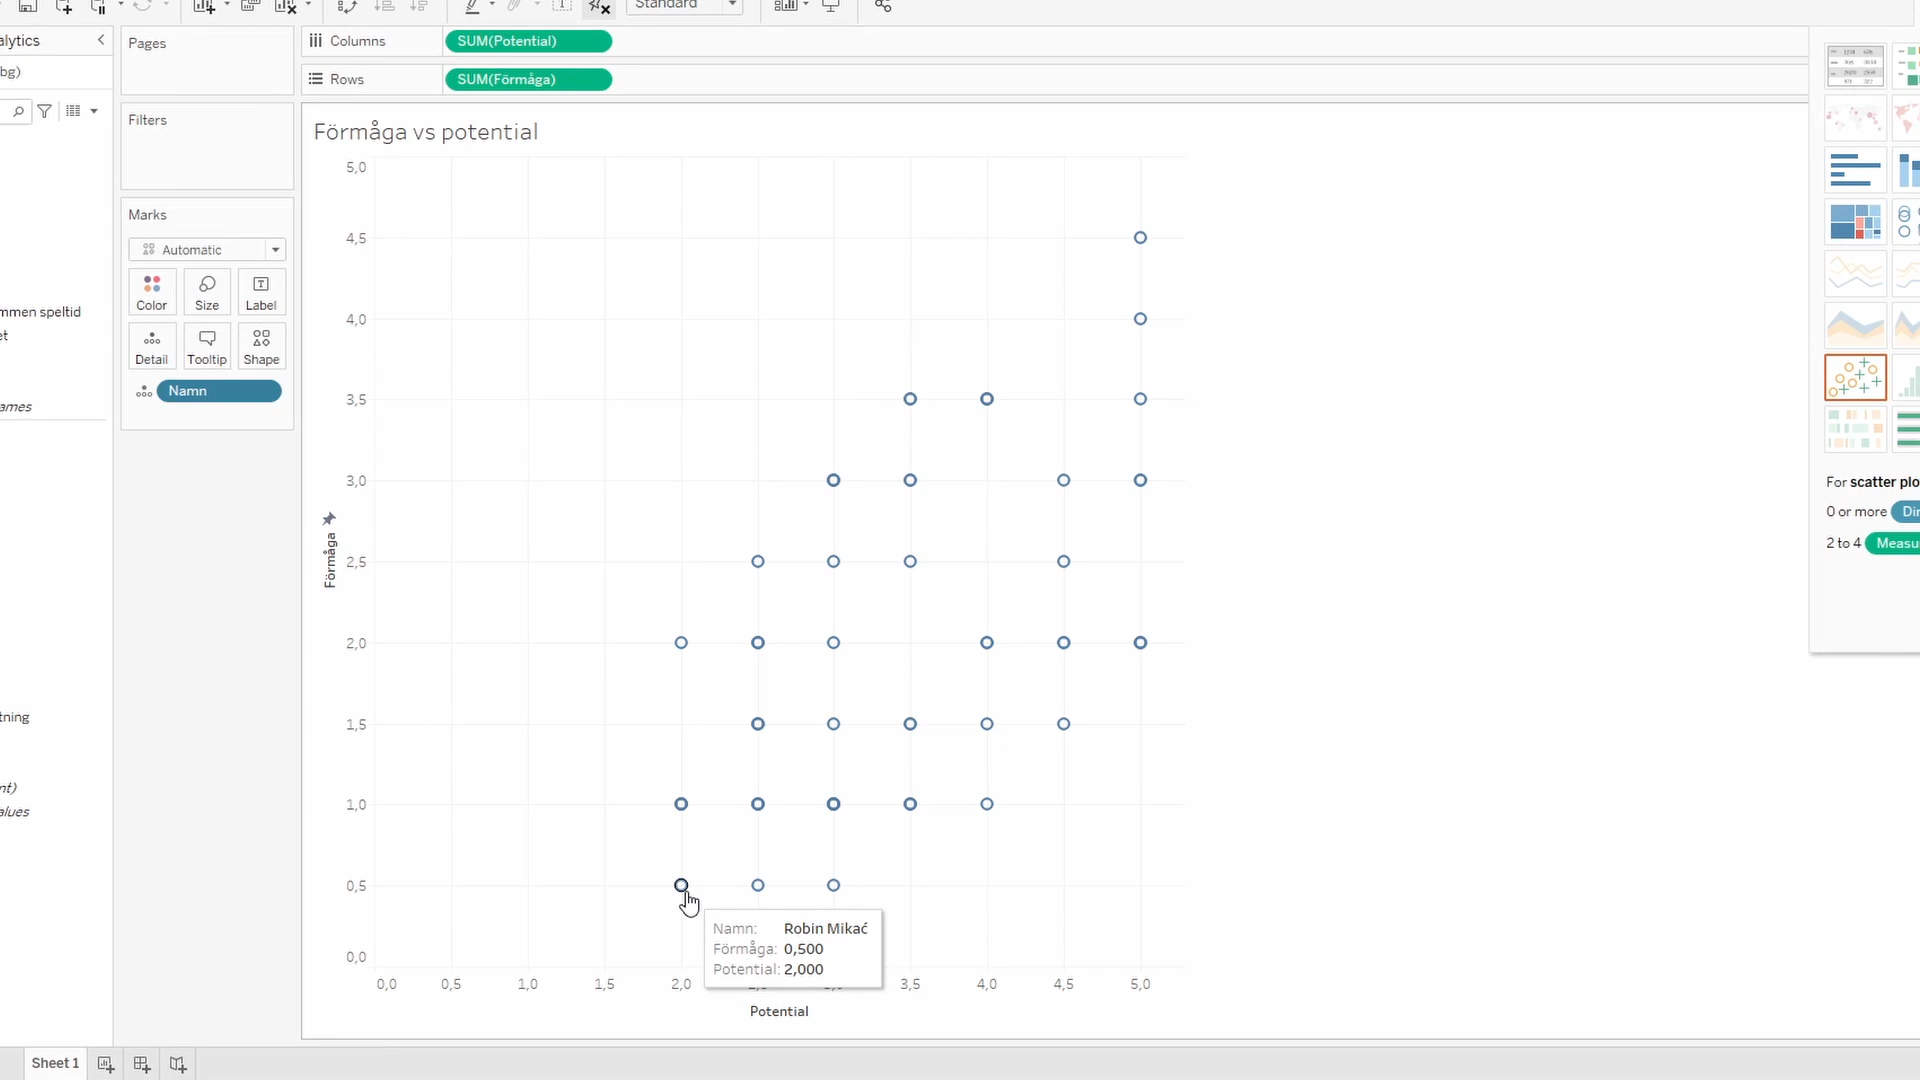 Standard
alytics
Pages
Columns
SUM(Potential)
bg)
Rows
SUM(Förmåga)
Filters
Förmåga vs potential
Marks
Automatic
Color
Size
Label
Detail
Tooltip
Shape
Namn
mmen speltid
et
ames
tning
nt)
alues
5,0
4,5
4,0
3,5
3,0
2,5
2,0
1,5
1,0
0,5
0,0
Förmåga
0,0 0,5 1,0 1,5 2,0 3,5 4,0 4,5 5,0
Potential
Namn: Robin Mikać
Förmåga: 0,500
Potential: 2,000
For scatter plo
0 or more Dir
2 to 4 Measu
Sheet 1